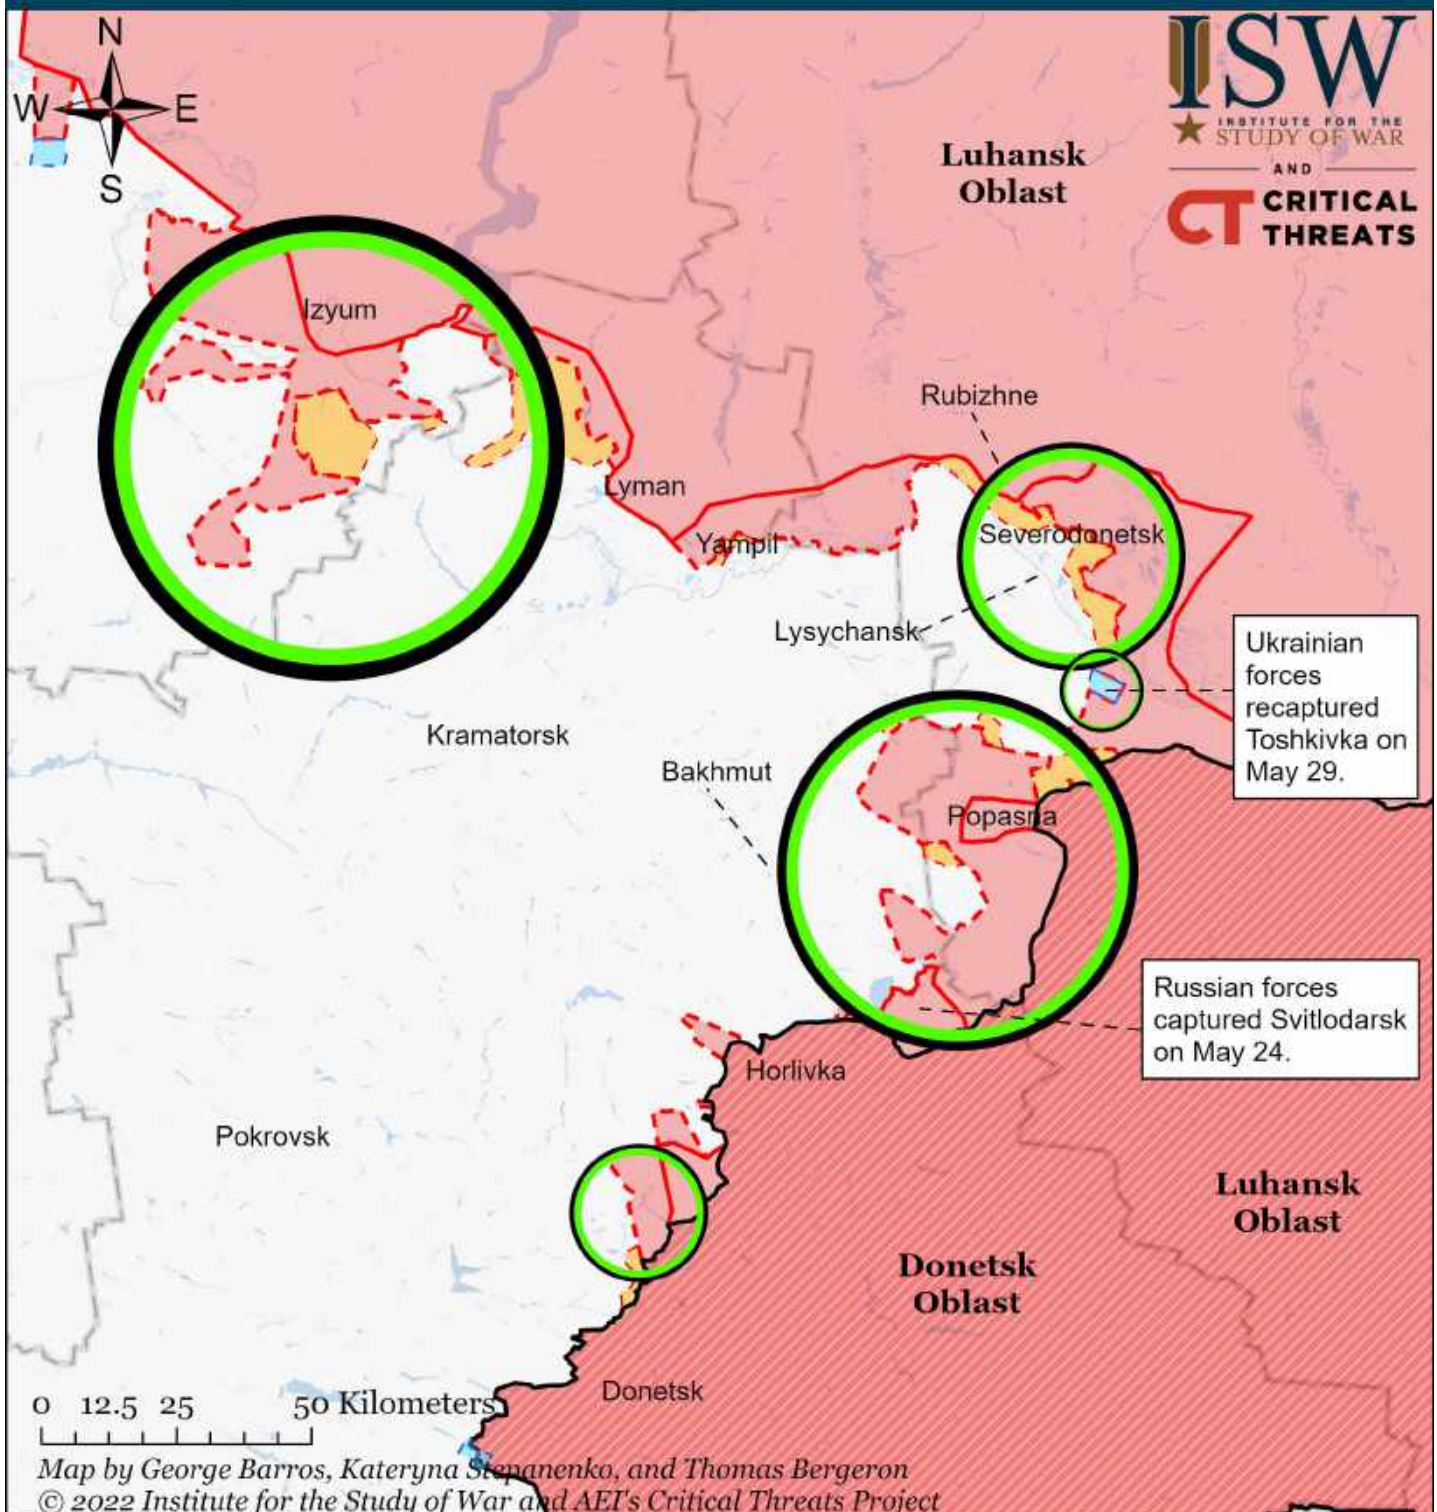 N
W
E
S
ISW
INSTITUTE FOR THE
STUDY OF WAR
AND
CT CRITICAL
THREATS
Luhansk
Oblast
Izyum
Rubizhne
Lyman
Yampil
Severodonetsk
Lysychansk
Ukrainian
forces
recaptured
Toshkivka on
May 29.
Kramatorsk
Bakhmut
Popasna
Russian forces
captured Svitlodarsk
on May 24.
Horlivka
Pokrovsk
Luhansk
Oblast
Donetsk
Oblast
Donetsk
0 12.5 25 50 Kilometers
Map by George Barros, Kateryna Stepanenko, and Thomas Bergeron
© 2022 Institute for the Study of War and AEI's Critical Threats Project